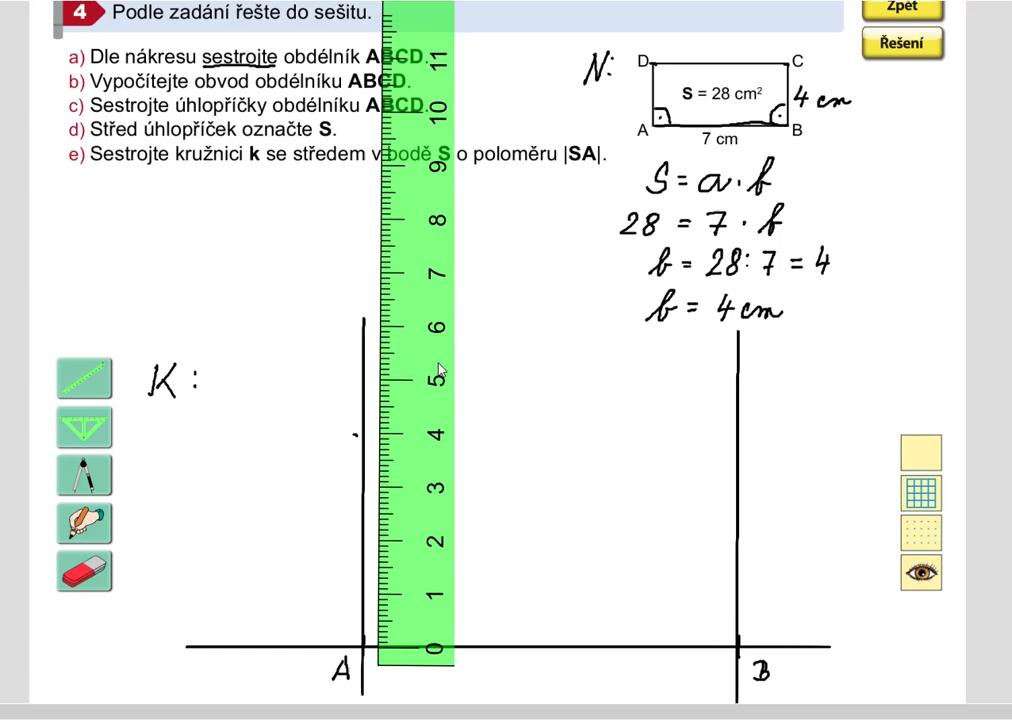 4 Podle zadání řešte do sešitu.
Zpět
Řešení
a) Dle nákresu sestrojte obdélník ABCD.
b) Vypočítejte obvod obdélníku ABCD.
c) Sestrojte úhlopříčky obdélníku ABCD.
d) Střed úhlopříček označte S.
e) Sestrojte kružnici k se středem v bodě S o poloměru |SA|.
N:
D C
S = 28 cm²
4 cm
A B
7 cm
S = a · b
28 = 7 · b
b = 28 : 7 = 4
b = 4 cm
K :
11
10
9
8
7
6
5
4
3
2
1
0
A B